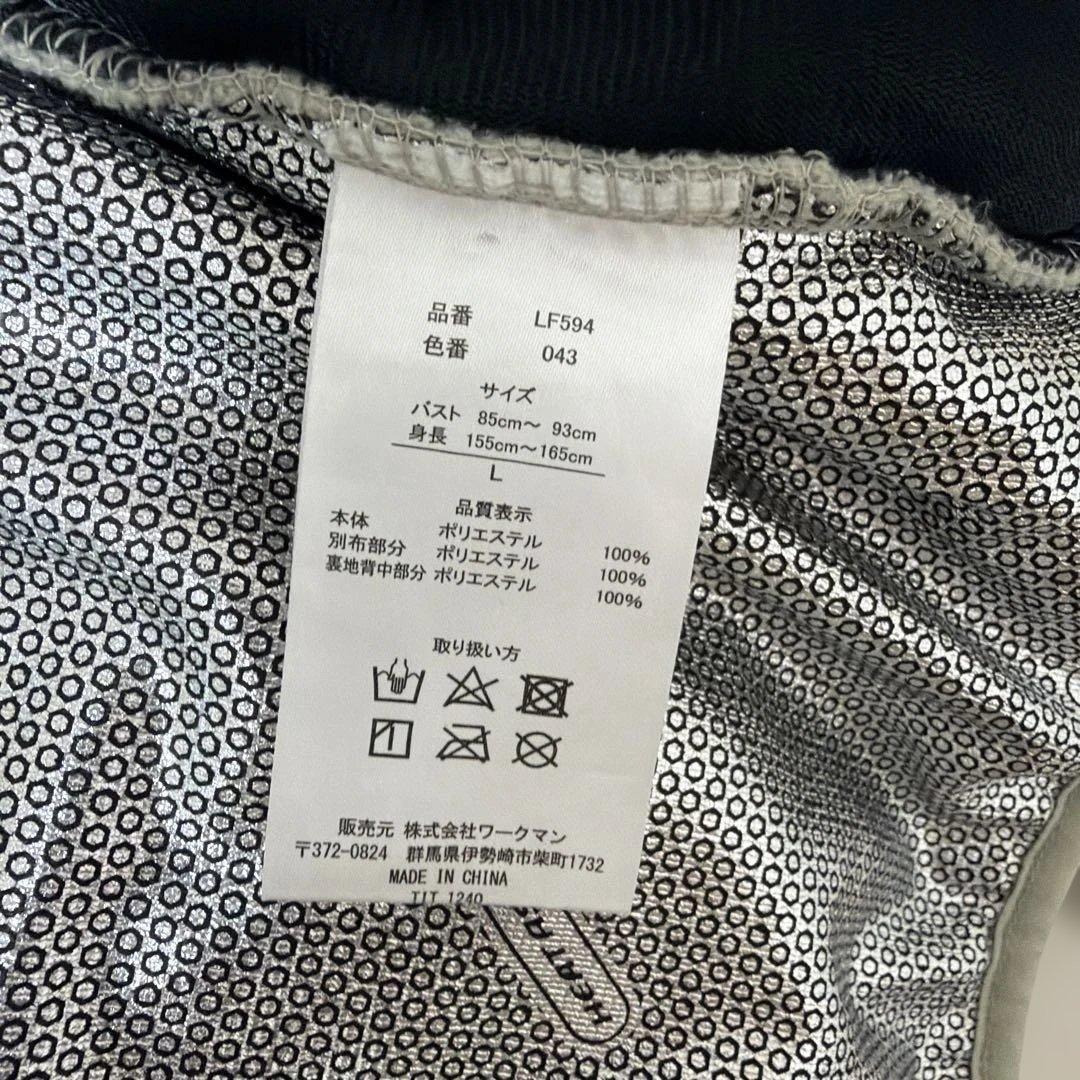 品番 LF594
色番 043
サイズ
バスト 85cm～ 93cm
身長 155cm～165cm
L
品質表示
本体 ポリエステル 100%
別布部分 ポリエステル 100%
裏地背中部分 ポリエステル 100%
取り扱い方
販売元 株式会社ワークマン
〒372-0824 群馬県伊勢崎市柴町1732
MADE IN CHINA
TIT 1240
HEAT